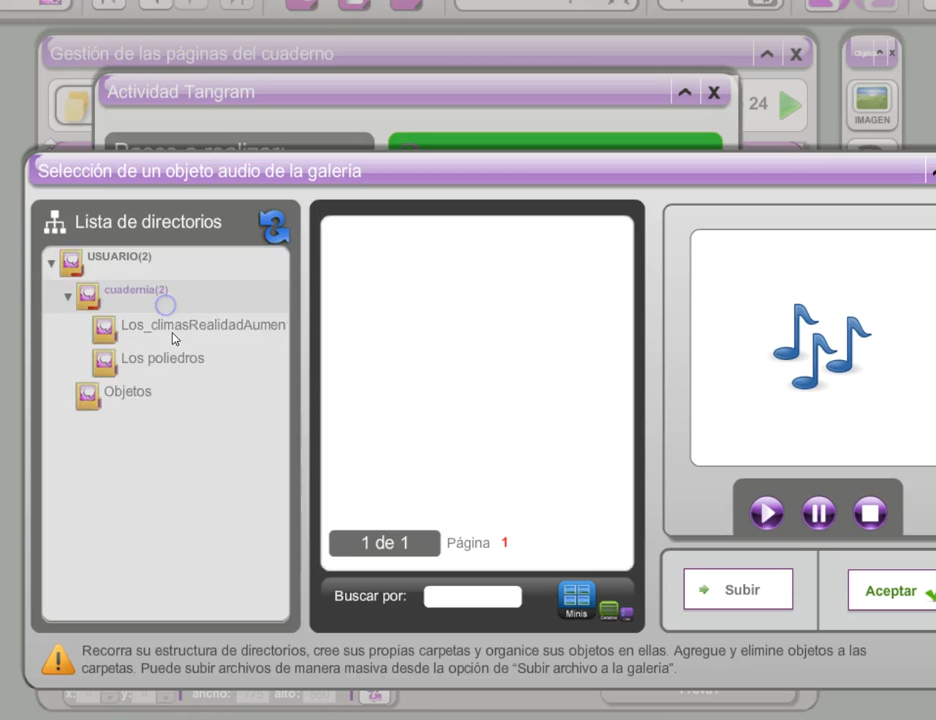 Gestión de las páginas del cuaderno
Objetos
Actividad Tangram
24
IMAGEN
Pasos a realizar:
Selección de un objeto audio de la galería
Lista de directorios
USUARIO(2)
cuadernia(2)
Los_climasRealidadAumen
Los poliedros
Objetos
1 de 1
Página 1
Buscar por:
Minis
Subir
Aceptar
Recorra su estructura de directorios, cree sus propias carpetas y organice sus objetos en ellas. Agregue y elimine objetos a las
carpetas. Puede subir archivos de manera masiva desde la opción de “Subir archivo a la galería”.
x:
y:
ancho:
alto: